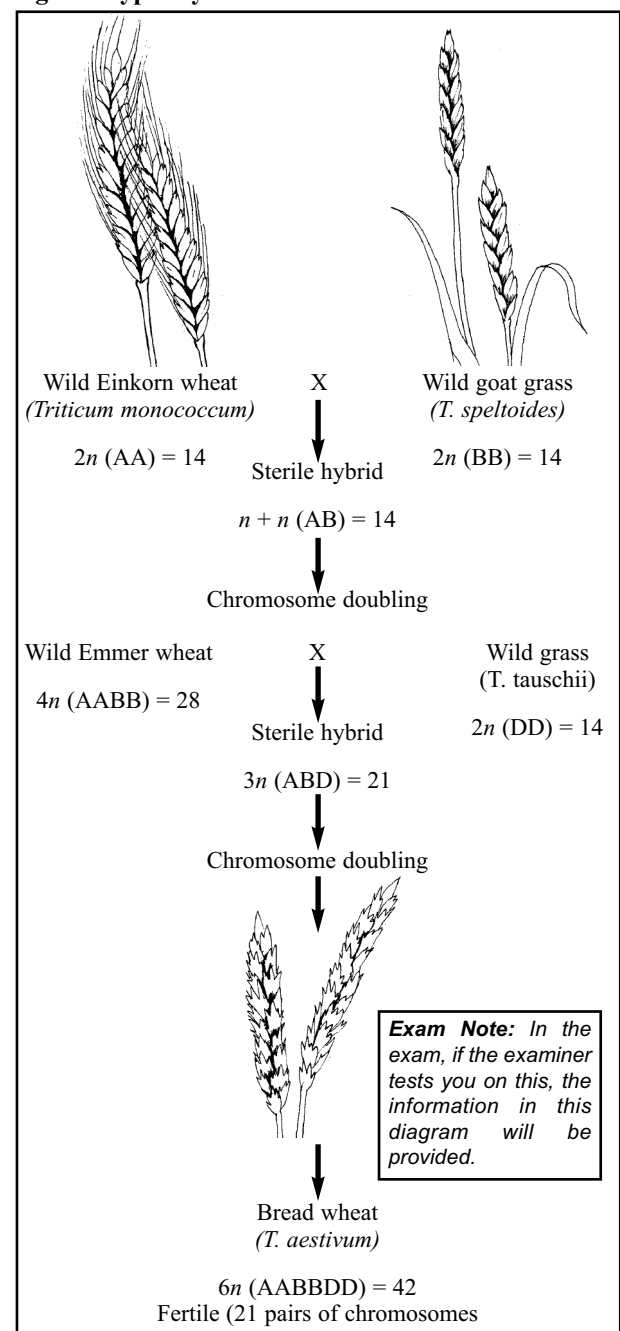 Wild Einkorn wheat X Wild goat grass
(Triticum monococcum) (T. speltoides)
2n (AA) = 14 2n (BB) = 14
Sterile hybrid
n + n (AB) = 14
Chromosome doubling
Wild Emmer wheat X Wild grass
(T. tauschii)
4n (AABB) = 28
2n (DD) = 14
Sterile hybrid
3n (ABD) = 21
Chromosome doubling
Exam Note: In the
exam, if the examiner
tests you on this, the
information in this
diagram will be
provided.
Bread wheat
(T. aestivum)
6n (AABBDD) = 42
Fertile (21 pairs of chromosomes